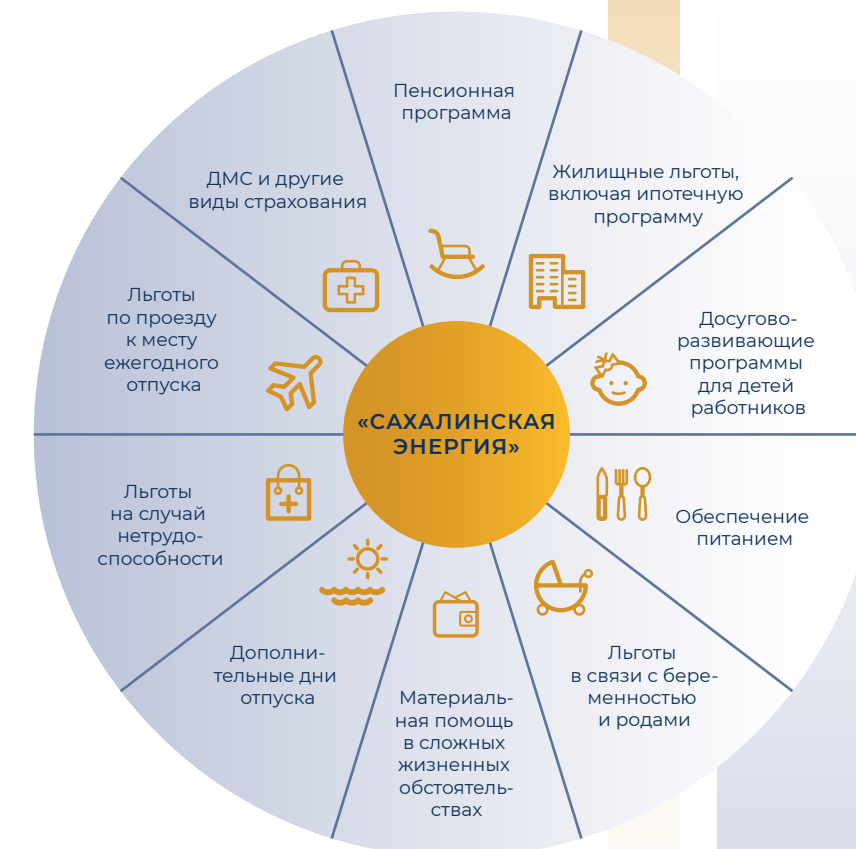 Пенсионная
программа
Жилищные льготы,
включая ипотечную
программу
Досугово-
развивающие
программы
для детей
работников
Обеспечение
питанием
Льготы
в связи с бере-
менностью
и родами
Материаль-
ная помощь
в сложных
жизненных
обстоятель-
ствах
Дополни-
тельные дни
отпуска
Льготы
на случай
нетрудо-
способности
Льготы
по проезду
к месту
ежегодного
отпуска
ДМС и другие
виды страхования
«САХАЛИНСКАЯ
ЭНЕРГИЯ»